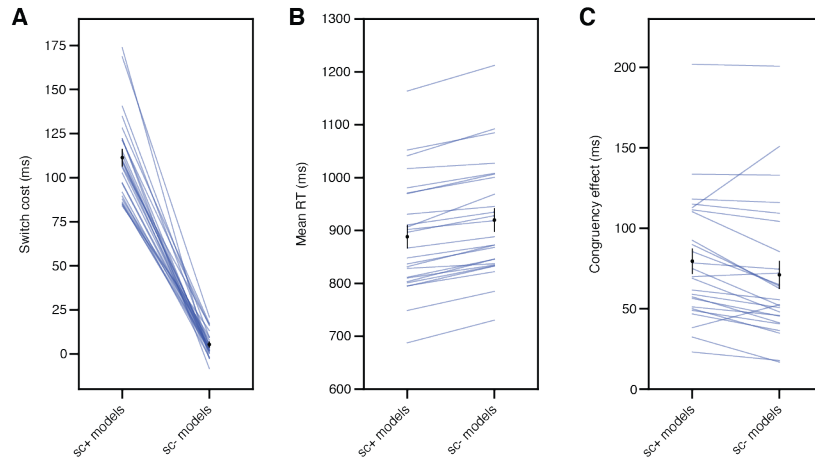 A
Switch cost (ms)
175
150
125
100
75
50
25
0
sc+ models
sc- models
B
Mean RT (ms)
1300
1200
1100
1000
900
800
700
600
sc+ models
sc- models
C
Congruency effect (ms)
200
150
100
50
0
sc+ models
sc- models